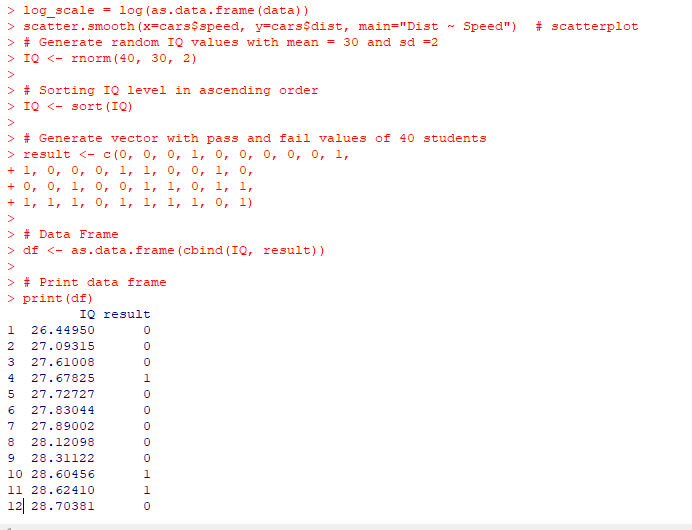 > log_scale = log(as.data.frame(data))
> scatter.smooth(x=cars$speed, y=cars$dist, main="Dist ~ Speed")  # scatterplot
> # Generate random IQ values with mean = 30 and sd =2
> IQ <- rnorm(40, 30, 2)
>
> # Sorting IQ level in ascending order
> IQ <- sort(IQ)
>
> # Generate vector with pass and fail values of 40 students
> result <- c(0, 0, 0, 1, 0, 0, 0, 0, 0, 1,
+ 1, 0, 0, 0, 1, 1, 0, 0, 1, 0,
+ 0, 0, 1, 0, 0, 1, 1, 0, 1, 1,
+ 1, 1, 1, 0, 1, 1, 1, 1, 0, 1)
>
> # Data Frame
> df <- as.data.frame(cbind(IQ, result))
>
> # Print data frame
> print(df)
         IQ result
1  26.44950      0
2  27.09315      0
3  27.61008      0
4  27.67825      1
5  27.72727      0
6  27.83044      0
7  27.89002      0
8  28.12098      0
9  28.31122      0
10 28.60456      1
11 28.62410      1
12 28.70381      0